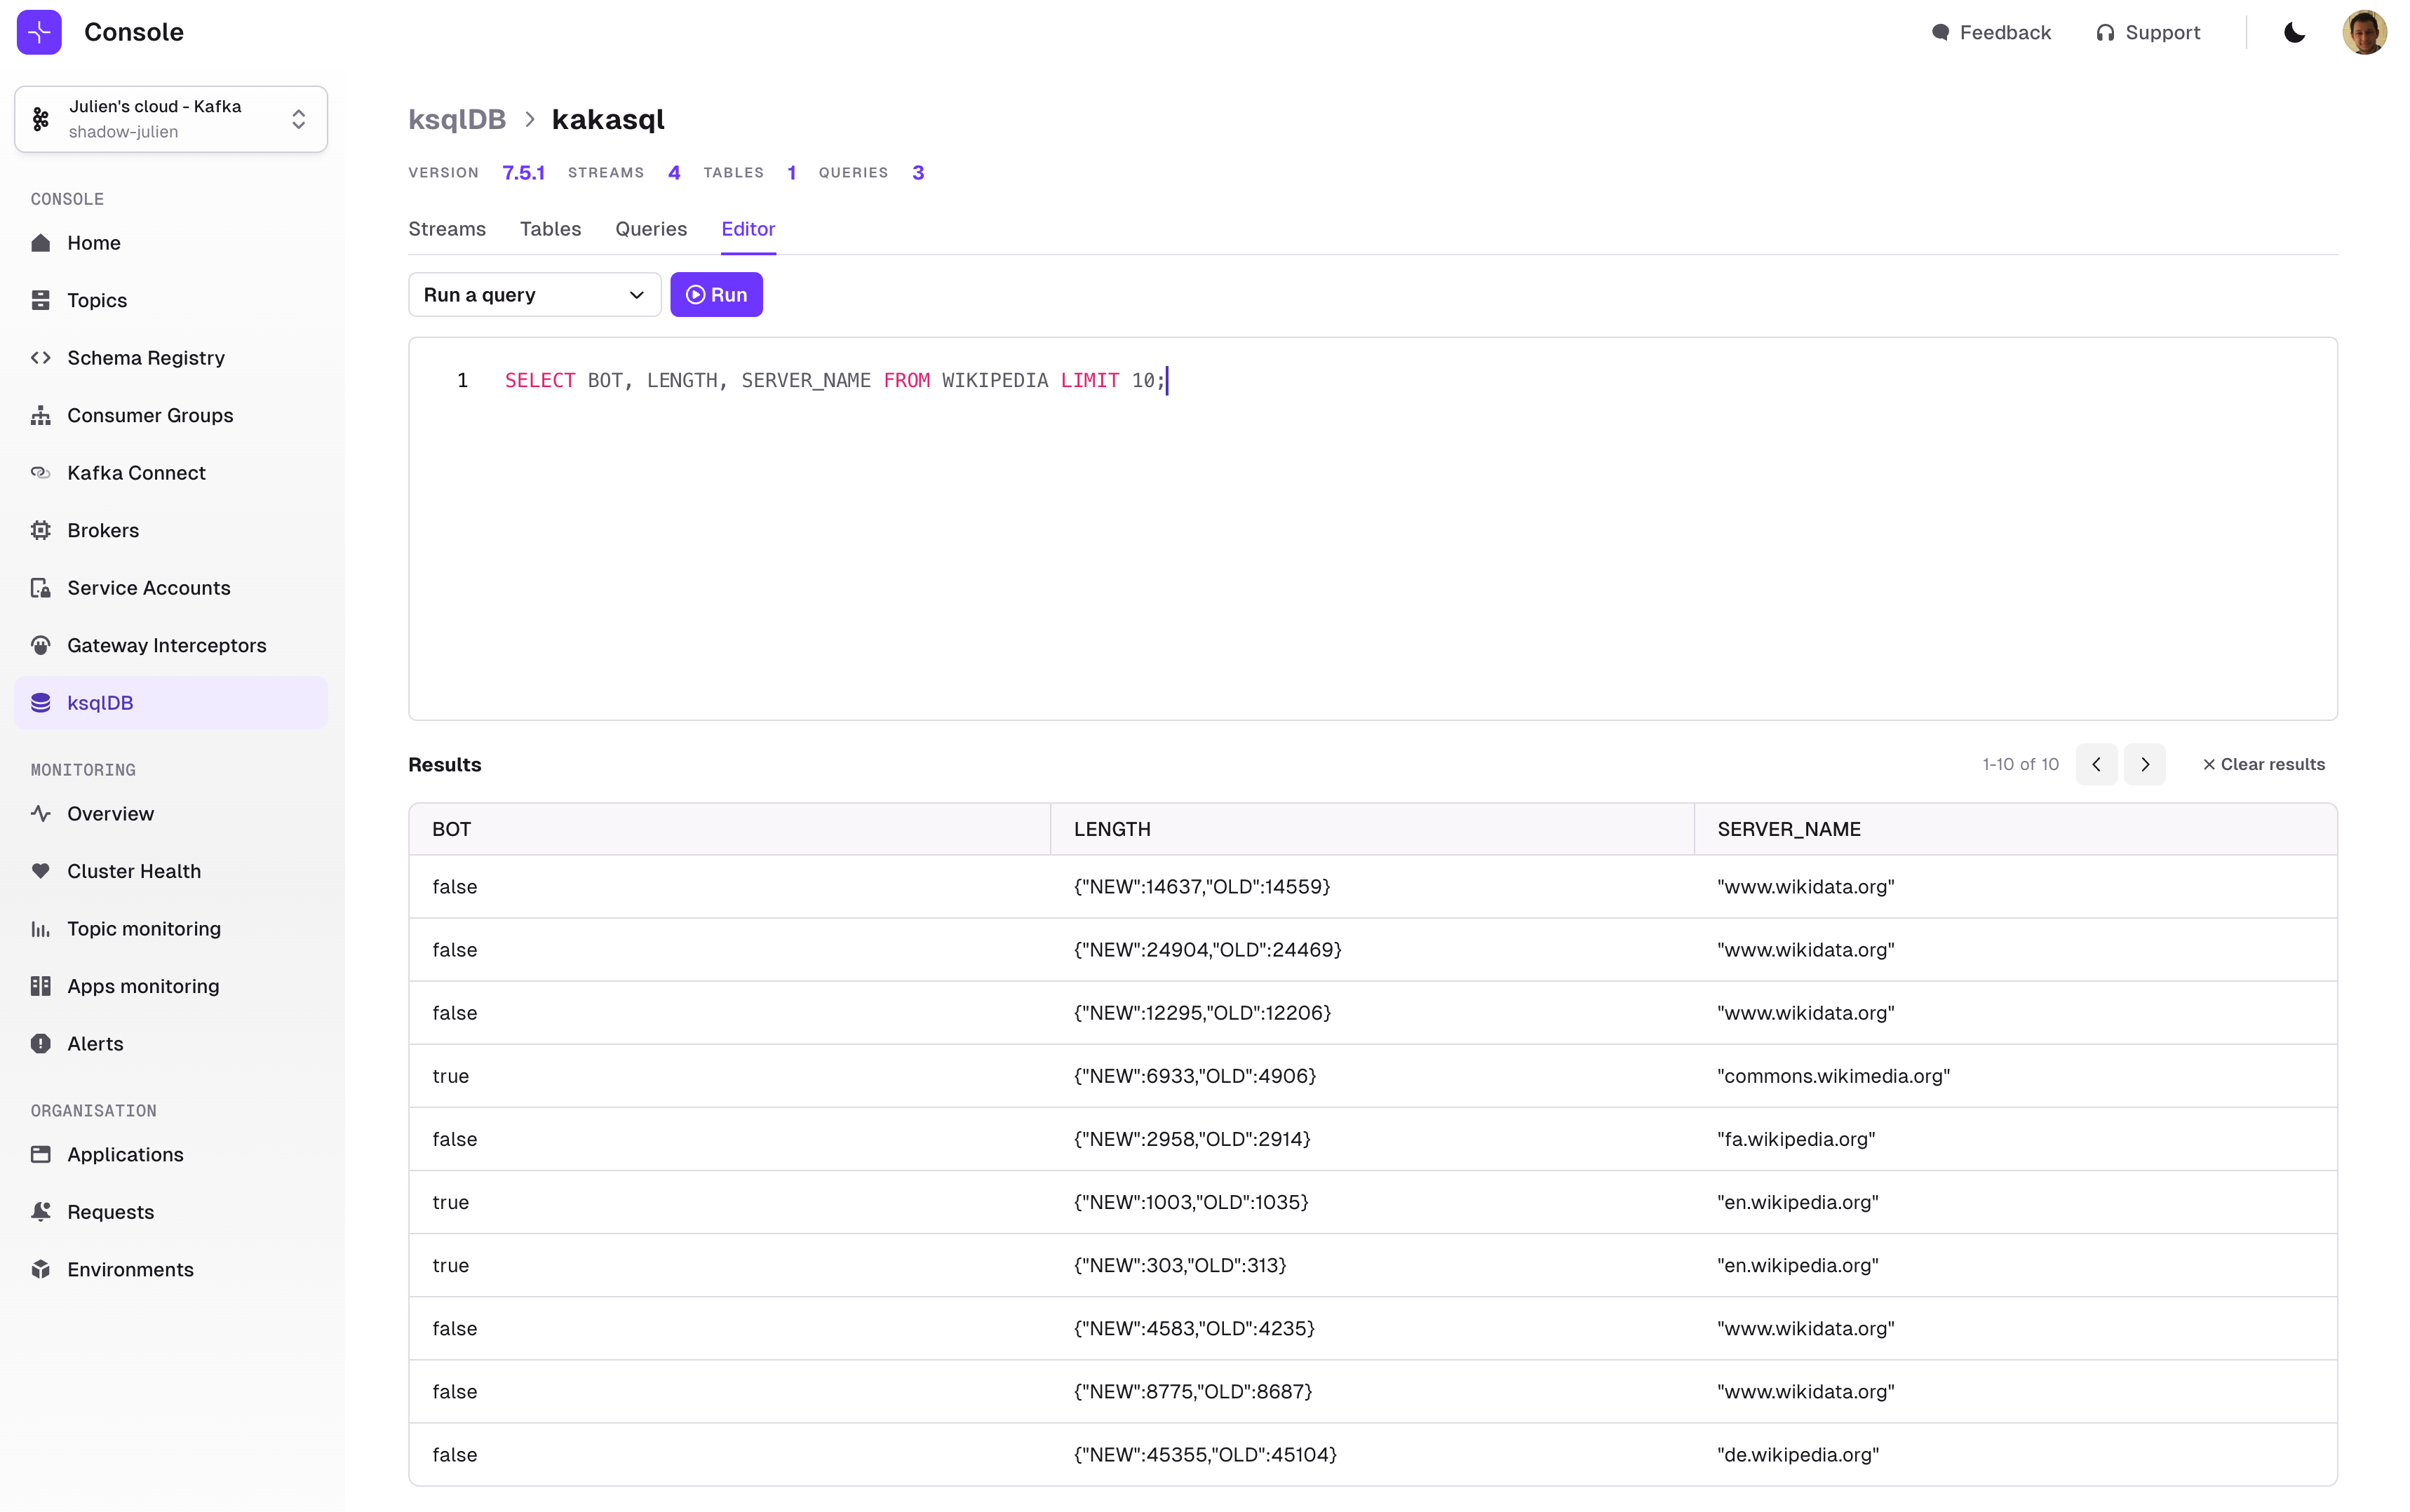 Console
Feedback
Support
Julien's cloud - Kafka
shadow-julien
CONSOLE
Home
Topics
Schema Registry
Consumer Groups
Kafka Connect
Brokers
Service Accounts
Gateway Interceptors
ksqlDB
MONITORING
Overview
Cluster Health
Topic monitoring
Apps monitoring
Alerts
ORGANISATION
Applications
Requests
Environments
ksqlDB > kakasql
VERSION 7.5.1 STREAMS 4 TABLES 1 QUERIES 3
Streams Tables Queries Editor
Run a query Run
1 SELECT BOT, LENGTH, SERVER_NAME FROM WIKIPEDIA LIMIT 10;
Results 1-10 of 10 Clear results
BOT LENGTH SERVER_NAME
false {"NEW":14637,"OLD":14559} "www.wikidata.org"
false {"NEW":24904,"OLD":24469} "www.wikidata.org"
false {"NEW":12295,"OLD":12206} "www.wikidata.org"
true {"NEW":6933,"OLD":4906} "commons.wikimedia.org"
false {"NEW":2958,"OLD":2914} "fa.wikipedia.org"
true {"NEW":1003,"OLD":1035} "en.wikipedia.org"
true {"NEW":303,"OLD":313} "en.wikipedia.org"
false {"NEW":4583,"OLD":4235} "www.wikidata.org"
false {"NEW":8775,"OLD":8687} "www.wikidata.org"
false {"NEW":45355,"OLD":45104} "de.wikipedia.org"